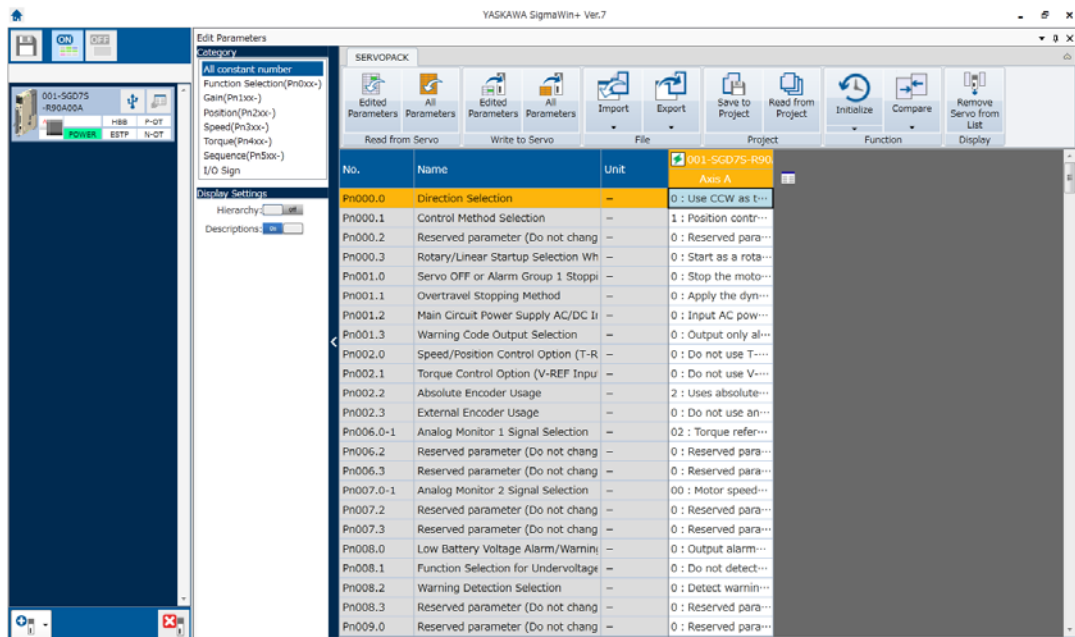 YASKAWA SigmaWin+ Ver.7
ON
OFF
001-SGD7S
-R90A00A
HBB P-OT
POWER ESTP N-OT
Edit Parameters
Category
All constant number
Function Selection(Pn0xx-)
Gain(Pn1xx-)
Position(Pn2xx-)
Speed(Pn3xx-)
Torque(Pn4xx-)
Sequence(Pn5xx-)
I/O Sign
Display Settings
Hierarchy: Off
Descriptions: On
SERVOPACK
Edited Parameters
All Parameters
Read from Servo
Edited Parameters
All Parameters
Write to Servo
Import
Export
File
Save to Project
Read from Project
Project
Initialize
Compare
Function
Remove Servo from List
Display
No. Name Unit 001-SGD7S-R90
Axis A
Pn000.0 Direction Selection – 0 : Use CCW as t···
Pn000.1 Control Method Selection – 1 : Position contr···
Pn000.2 Reserved parameter (Do not chang – 0 : Reserved para···
Pn000.3 Rotary/Linear Startup Selection Wh – 0 : Start as a rota···
Pn001.0 Servo OFF or Alarm Group 1 Stoppi – 0 : Stop the moto···
Pn001.1 Overtravel Stopping Method – 0 : Apply the dyn···
Pn001.2 Main Circuit Power Supply AC/DC I – 0 : Input AC pow···
Pn001.3 Warning Code Output Selection – 0 : Output only al···
Pn002.0 Speed/Position Control Option (T-R – 0 : Do not use T-···
Pn002.1 Torque Control Option (V-REF Input – 0 : Do not use V-···
Pn002.2 Absolute Encoder Usage – 2 : Uses absolute···
Pn002.3 External Encoder Usage – 0 : Do not use an···
Pn006.0-1 Analog Monitor 1 Signal Selection – 02 : Torque refer···
Pn006.2 Reserved parameter (Do not chang – 0 : Reserved para···
Pn006.3 Reserved parameter (Do not chang – 0 : Reserved para···
Pn007.0-1 Analog Monitor 2 Signal Selection – 00 : Motor speed···
Pn007.2 Reserved parameter (Do not chang – 0 : Reserved para···
Pn007.3 Reserved parameter (Do not chang – 0 : Reserved para···
Pn008.0 Low Battery Voltage Alarm/Warning – 0 : Output alarm···
Pn008.1 Function Selection for Undervoltage – 0 : Do not detect···
Pn008.2 Warning Detection Selection – 0 : Detect warnin···
Pn008.3 Reserved parameter (Do not chang – 0 : Reserved para···
Pn009.0 Reserved parameter (Do not chang – 0 : Reserved para···